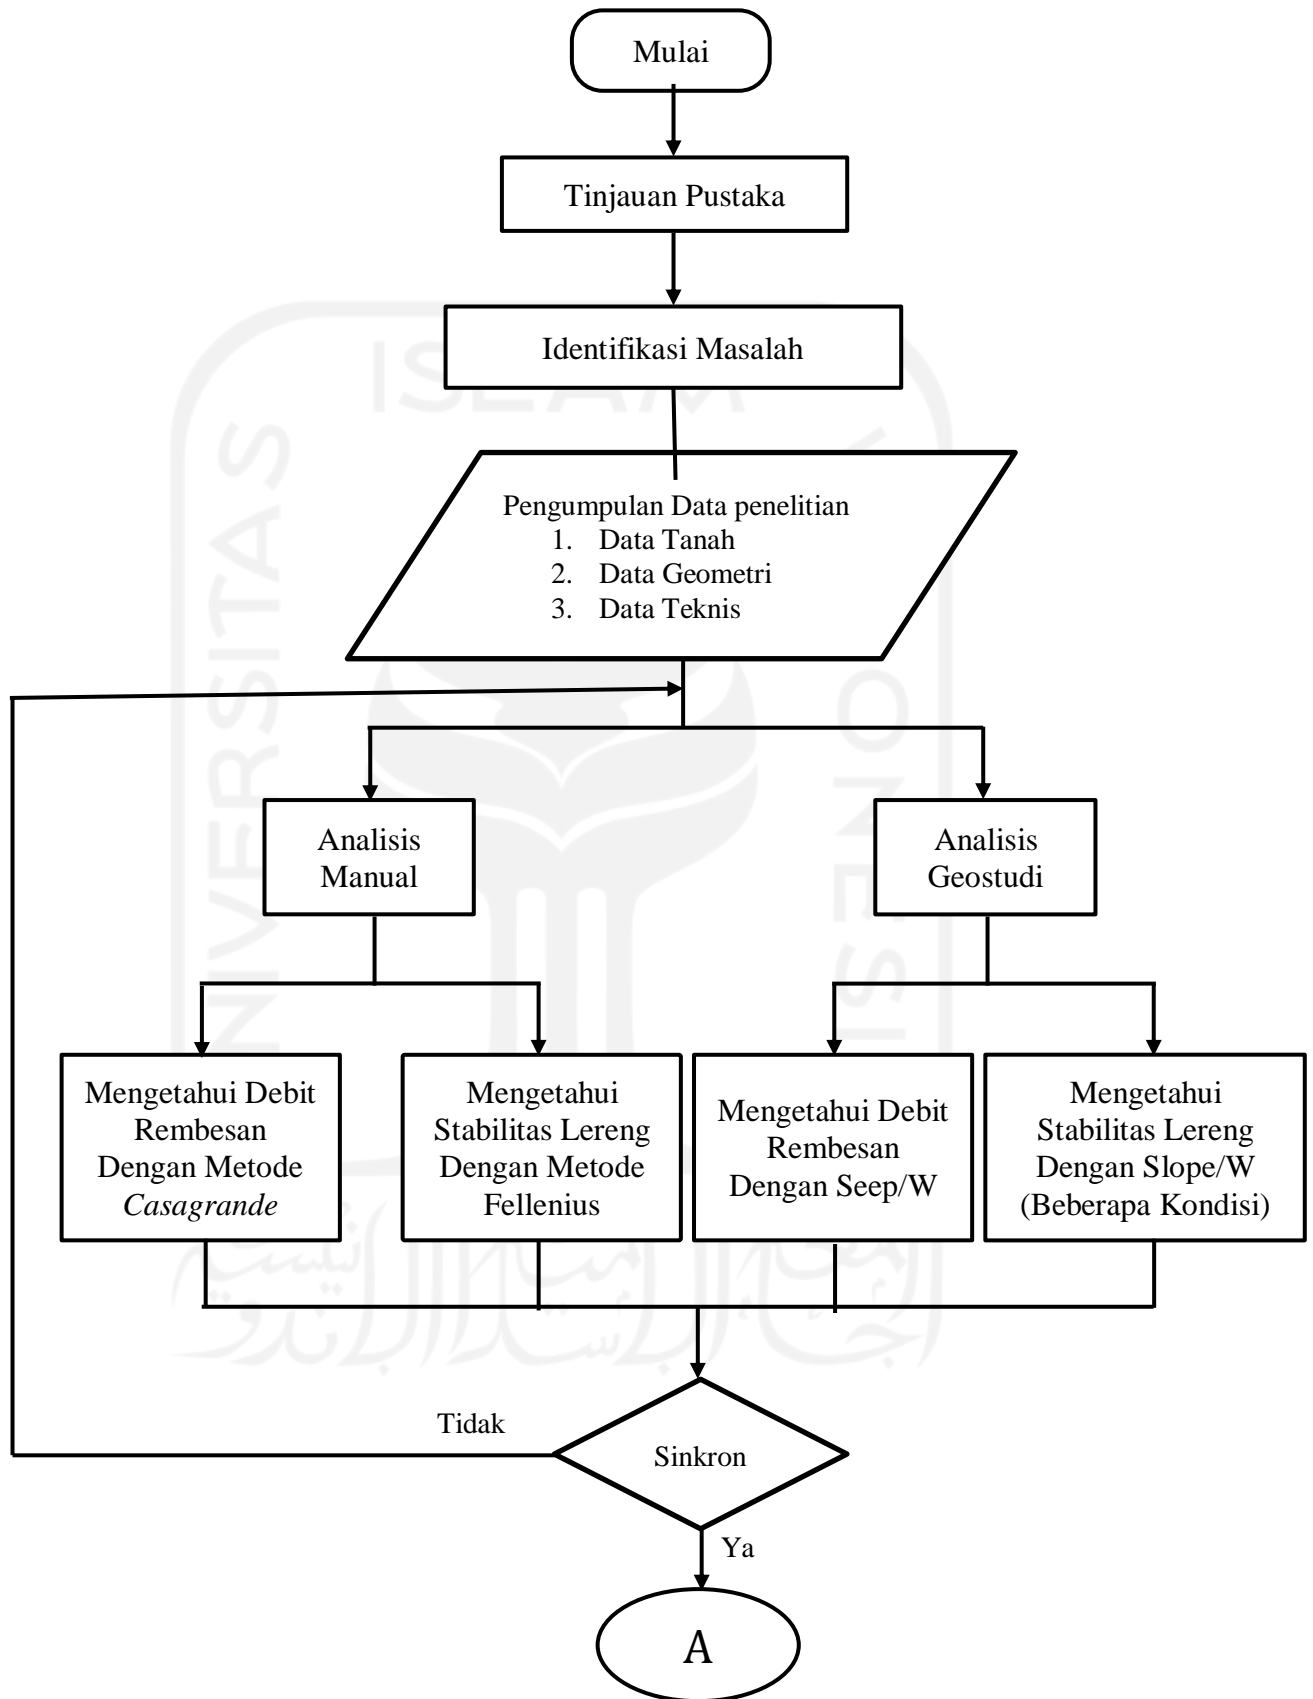 Mulai
Tinjauan Pustaka
Identifikasi Masalah
Pengumpulan Data penelitian
1. Data Tanah
2. Data Geometri
3. Data Teknis
Analisis
Manual
Analisis
Geostudi
Mengetahui Debit
Rembesan
Dengan Metode
Casagrande
Mengetahui
Stabilitas Lereng
Dengan Metode
Fellenius
Mengetahui Debit
Rembesan
Dengan Seep/W
Mengetahui
Stabilitas Lereng
Dengan Slope/W
(Beberapa Kondisi)
Tidak
Sinkron
Ya
A
ISLAM